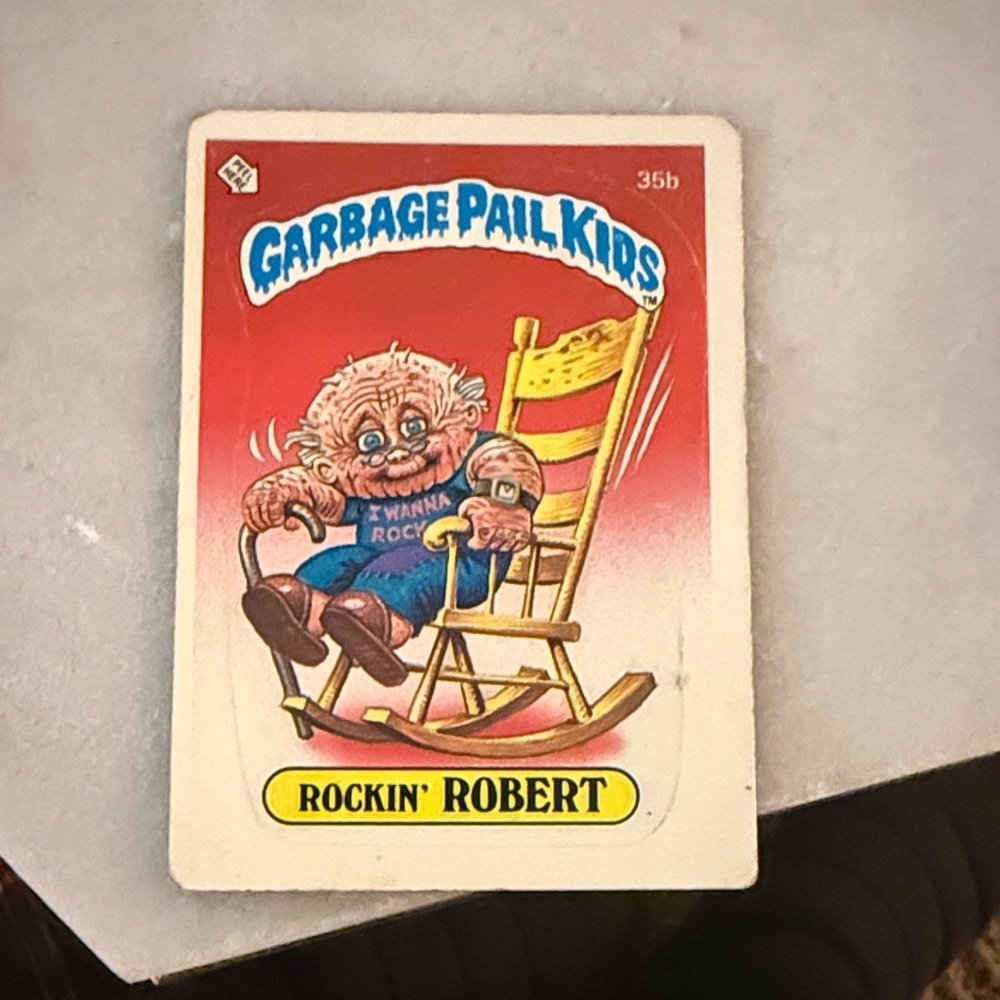 PEEL
HERE
35b
GARBAGE PAIL KIDS
TM
I WANNA
ROCK
ROCKIN' ROBERT